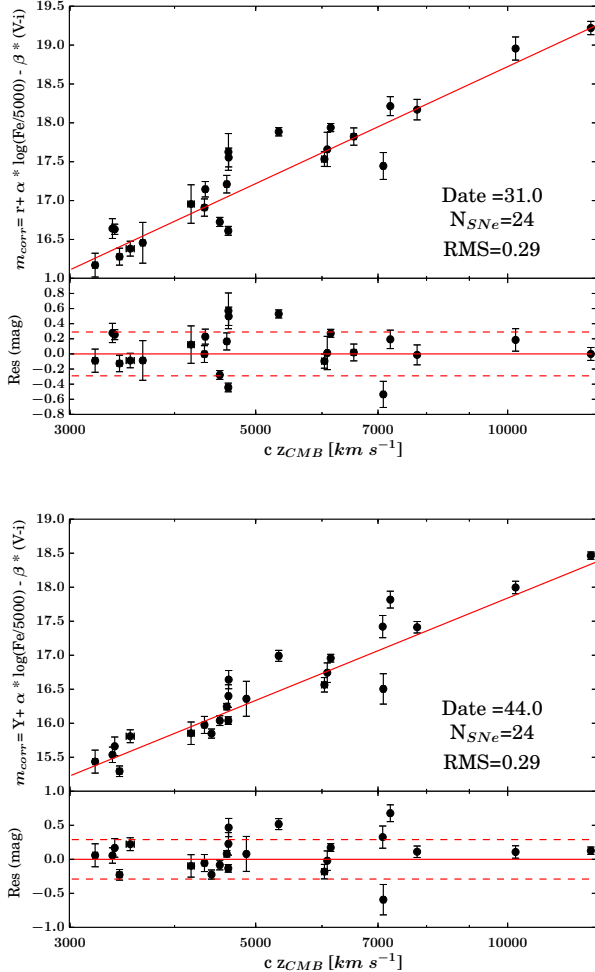 19.5
19.0
18.5
18.0
17.5
17.0
16.5
1.0
m_corr = r+ α * log(Fe/5000) - β * (V-i)
Date =31.0
N_SNe=24
RMS=0.29
0.8
0.6
0.4
0.2
0.0
−0.2
−0.4
−0.6
−0.8
Res (mag)
3000 5000 7000 10000
c z_CMB [km s⁻¹]
19.0
18.5
18.0
17.5
17.0
16.5
16.0
15.5
1.0
m_corr = Y+ α * log(Fe/5000) - β * (V-i)
Date =44.0
N_SNe=24
RMS=0.29
0.5
0.0
−0.5
−1.0
Res (mag)
3000 5000 7000 10000
c z_CMB [km s⁻¹]